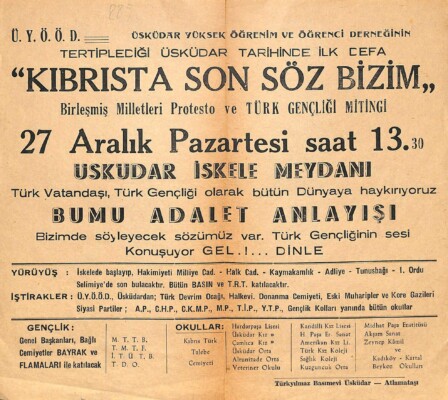 885
Ü.Y.Ö.Ö.D. ÜSKÜDAR YÜKSEK ÖĞRENİM VE ÖĞRENCİ DERNEĞİNİN
TERTİPLEDİĞİ ÜSKÜDAR TARİHİNDE İLK DEFA
“KIBRISTA SON SÖZ BİZİM„
Birleşmiş Milletleri Protesto ve TÜRK GENÇLİĞİ MİTİNGİ
27 Aralık Pazartesi saat 13.30
USKUDAR İSKELE MEYDANI
Türk Vatandaşı, Türk Gençliği olarak bütün Dünyaya haykırıyoruz
BUMU ADALET ANLAYIŞI
Bizimde söyleyecek sözümüz var. Türk Gençliğinin sesi
Konuşuyor GEL.!... DİNLE
YÜRÜYÜŞ : İskelede başlayıp, Hakimiyeti Milliye Cad. - Halk Cad. - Kaymakamlık - Adliye - Tunusbağı - I. Ordu
Selimiye'de son bulacaktır. Bütün BASIN ve T.R.T. katılacaktır.
İŞTİRAKLER : Ü.Y.Ö.Ö.D., Üsküdardan; Türk Devrim Ocağı, Halkevi, Donanma Cemiyeti, Eski Muharipler ve Kore Gazileri
Siyasi Partiler ; A.P., C.H.P., C.K.M.P., M.P., T.İ.P., Y.T.P., Gençlik Kolları yanında bütün okullar
GENÇLİK : OKULLAR:
Genel Başkanları, Bağlı
Cemiyetler BAYRAK ve
FLAMALARI ile katılacak
M. T. T. B.
T. M. T. F.
İ. T. Ü. T. B.
T. D. O.
Kıbrıs Türk
Talebe
Cemiyeti
Haydarpaşa Lisesi
Üsküdar Kız »
Çamlıca Kız »
Üsküdar Orta
Altunizade Orta
Veteriner Okulu
Kandilli Kız Lisesi
H. Paşa Er. Sanat
Amerikan Kız Li.
Türk Kız Koleji
Sağlık Koleji
Kuzguncuk Orta
Mithat Paşa Enstitüsü
Akşam Sanat
Zeynep Kâmil
ve
Kadıköy - Kartal
Beykoz Okulları
Türkyılmaz Basımevi Üsküdar — Atlamataşı